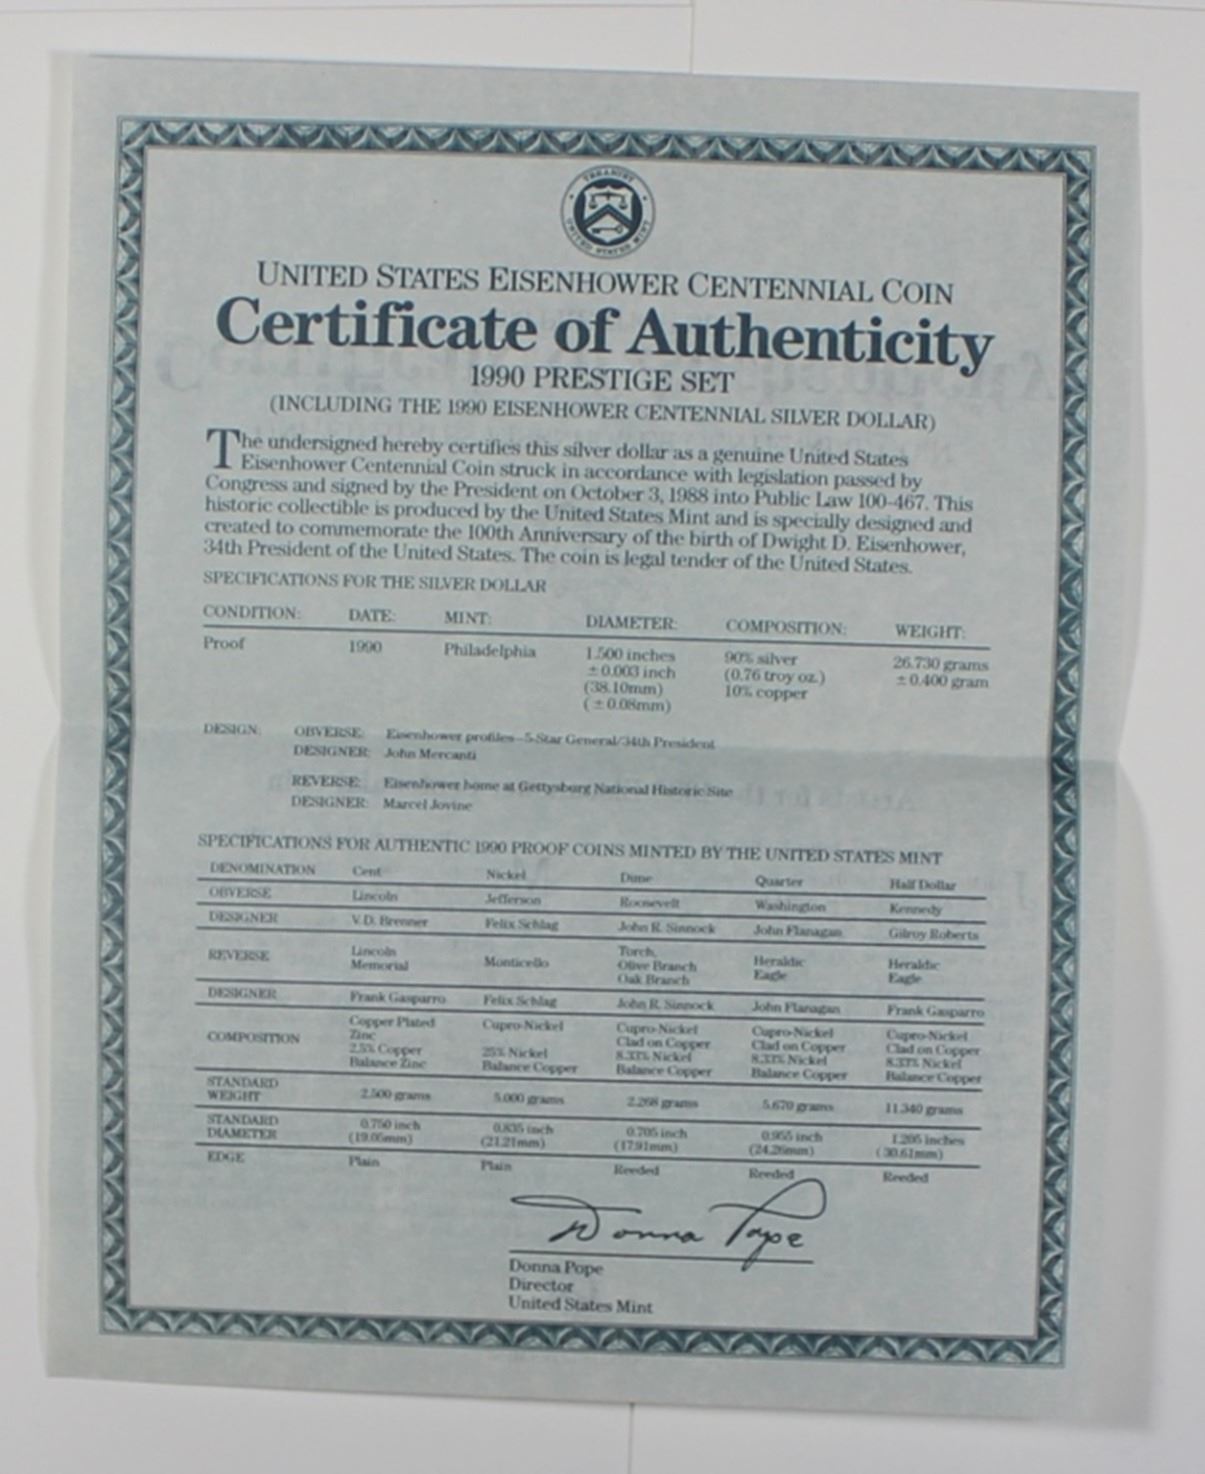 TREASURY
UNITED STATES MINT
UNITED STATES EISENHOWER CENTENNIAL COIN
Certificate of Authenticity
1990 PRESTIGE SET
(INCLUDING THE 1990 EISENHOWER CENTENNIAL SILVER DOLLAR)
The undersigned hereby certifies this silver dollar as a genuine United States
Eisenhower Centennial Coin struck in accordance with legislation passed by
Congress and signed by the President on October 3, 1988 into Public Law 100-467. This
historic collectible is produced by the United States Mint and is specially designed and
created to commemorate the 100th Anniversary of the birth of Dwight D. Eisenhower,
34th President of the United States. The coin is legal tender of the United States.
SPECIFICATIONS FOR THE SILVER DOLLAR
CONDITION: DATE: MINT: DIAMETER: COMPOSITION: WEIGHT:
Proof 1990 Philadelphia 1.500 inches 90% silver 26.730 grams
±0.003 inch (0.76 troy oz.) ±0.400 gram
(38.10mm) 10% copper
(±0.08mm)
DESIGN: OBVERSE: Eisenhower profiles—5-Star General/34th President
DESIGNER: John Mercanti
REVERSE: Eisenhower home at Gettysburg National Historic Site
DESIGNER: Marcel Jovine
SPECIFICATIONS FOR AUTHENTIC 1990 PROOF COINS MINTED BY THE UNITED STATES MINT
DENOMINATION Cent Nickel Dime Quarter Half Dollar
OBVERSE Lincoln Jefferson Roosevelt Washington Kennedy
DESIGNER V.D. Brenner Felix Schlag John R. Sinnock John Flanagan Gilroy Roberts
REVERSE Lincoln Memorial Monticello Torch, Olive Branch Oak Branch Heraldic Eagle Heraldic Eagle
DESIGNER Frank Gasparro Felix Schlag John R. Sinnock John Flanagan Frank Gasparro
COMPOSITION Copper Plated Cupro-Nickel Cupro-Nickel Cupro-Nickel Cupro-Nickel
Zinc Clad on Copper Clad on Copper Clad on Copper
2.5% Copper 25% Nickel 8.33% Nickel 8.33% Nickel 8.33% Nickel
Balance Zinc Balance Copper Balance Copper Balance Copper Balance Copper
STANDARD
WEIGHT 2.500 grams 5.000 grams 2.268 grams 5.670 grams 11.340 grams
STANDARD 0.750 inch 0.835 inch 0.705 inch 0.955 inch 1.205 inches
DIAMETER (19.05mm) (21.21mm) (17.91mm) (24.26mm) (30.61mm)
EDGE Plain Plain Reeded Reeded Reeded
Donna Pope
Donna Pope
Director
United States Mint